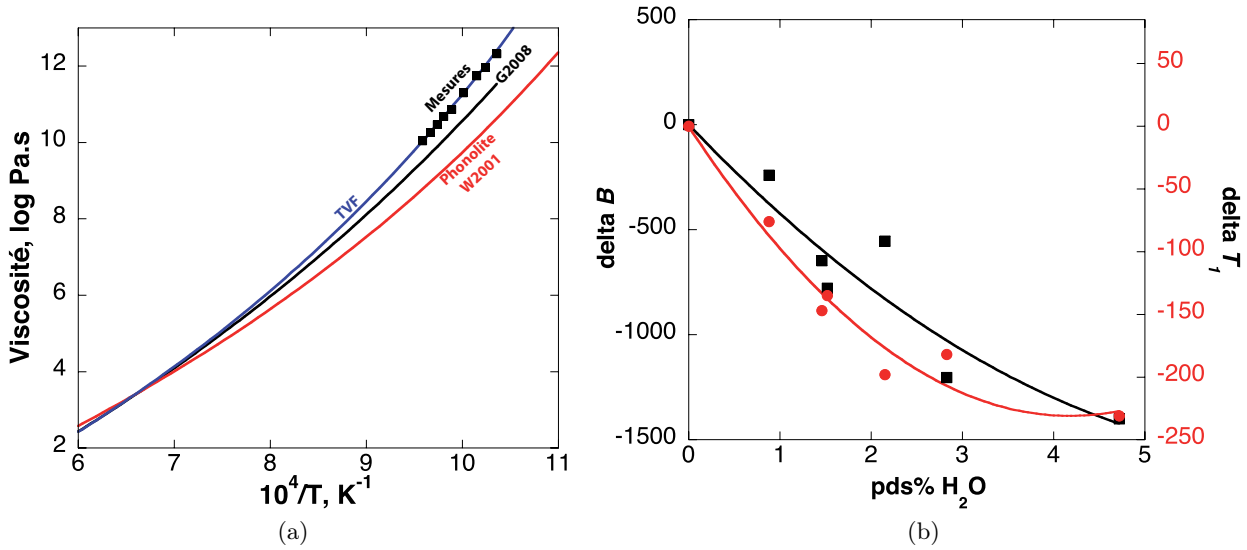 12
10
8
6
4
2
6
7
8
9
10
11
Viscosité, log Pa.s
10^4/T, K^-1
Mesures
G2008
TVF
Phonolite
W2001
(a)
500
0
-500
-1000
-1500
delta B
0
1
2
3
4
5
pds% H₂O
50
0
-50
-100
-150
-200
-250
delta T₁
(b)